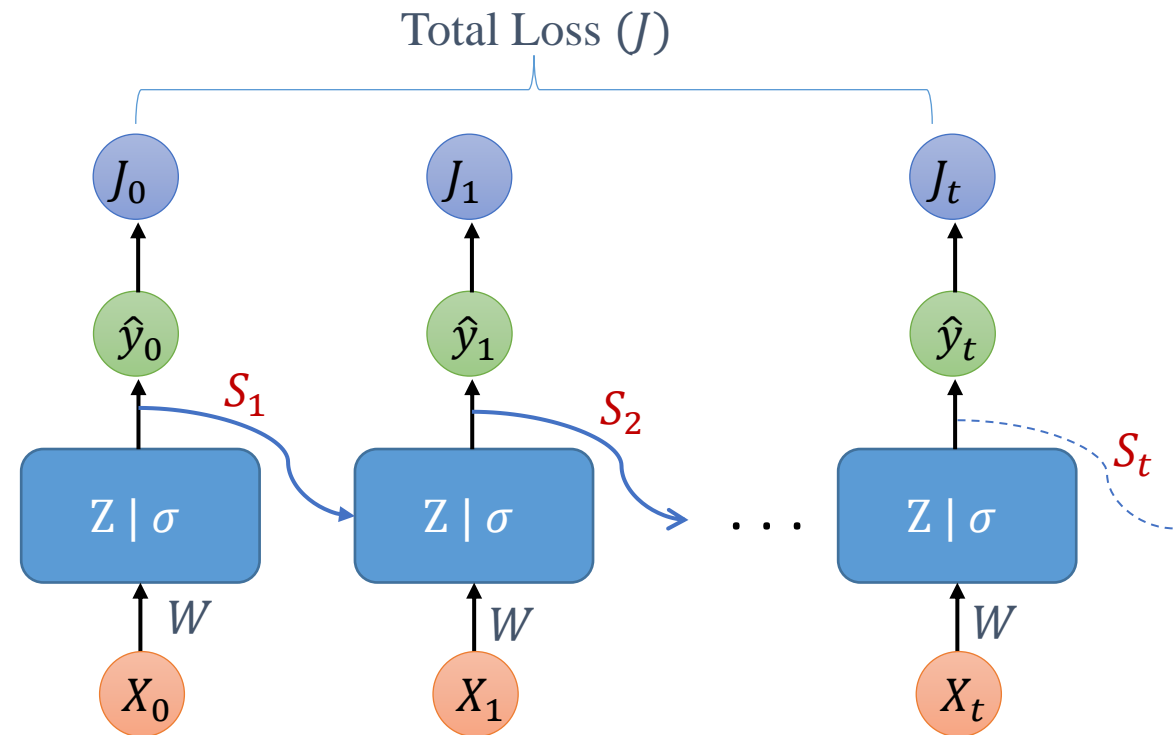 Total Loss (J)
J₀ J₁ Jₜ
ŷ₀ ŷ₁ ŷₜ
S₁ S₂ Sₜ
Z | σ Z | σ . . . Z | σ
W W W
X₀ X₁ Xₜ